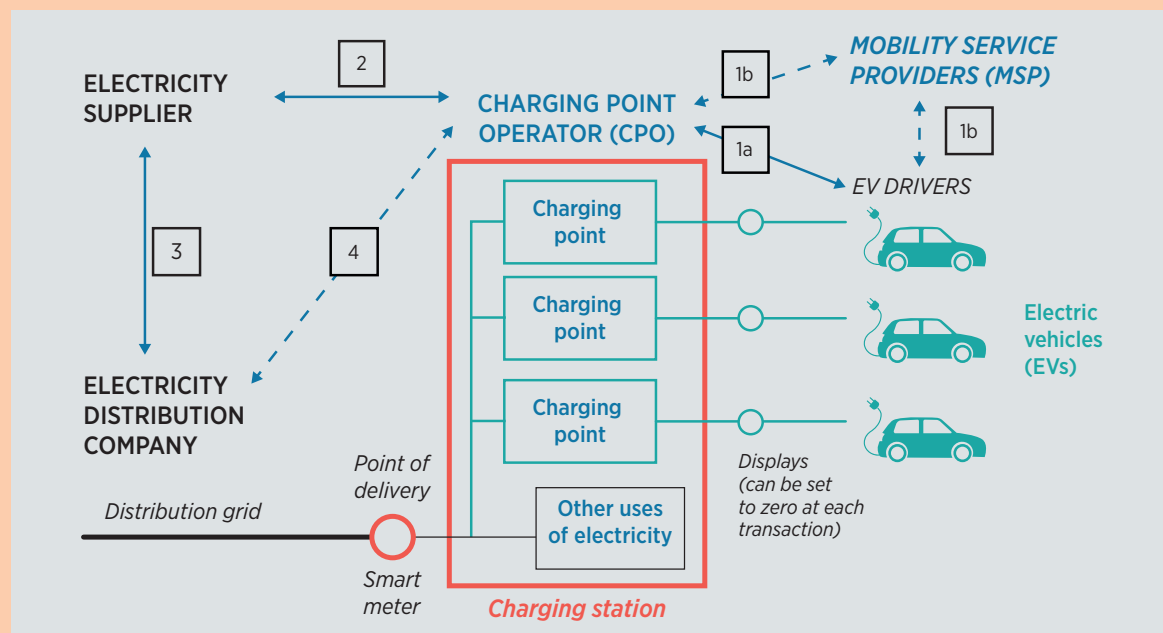 MOBILITY SERVICE
PROVIDERS (MSP)
1b
2
ELECTRICITY
SUPPLIER
CHARGING POINT
OPERATOR (CPO)
1b
1a
EV DRIVERS
3
4
Charging
point
Charging
point
Electric
vehicles
(EVs)
ELECTRICITY
DISTRIBUTION
COMPANY
Charging
point
Displays
(can be set
to zero at each
transaction)
Point of
delivery
Distribution grid
Other uses
of electricity
Smart
meter
Charging station